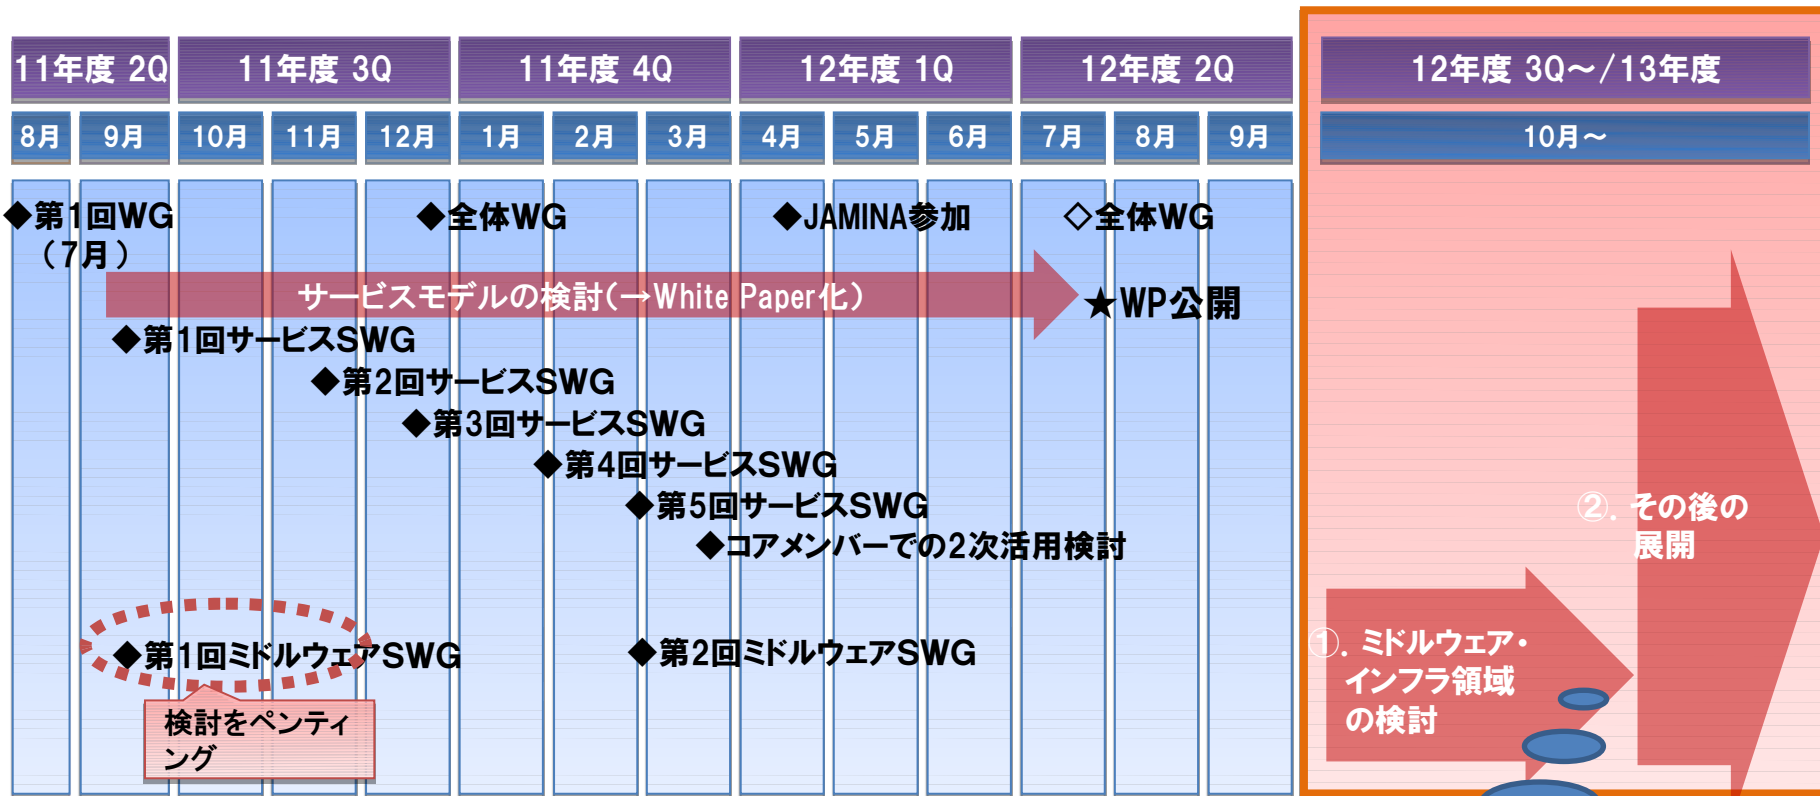 11年度 2Q
11年度 3Q
11年度 4Q
12年度 1Q
12年度 2Q
12年度 3Q～/13年度
8月
9月
10月
11月
12月
1月
2月
3月
4月
5月
6月
7月
8月
9月
10月～
◆第1回WG
（7月）
◆全体WG
◆JAMINA参加
◇全体WG
サービスモデルの検討（→White Paper化）
★WP公開
◆第1回サービスSWG
◆第2回サービスSWG
◆第3回サービスSWG
◆第4回サービスSWG
◆第5回サービスSWG
◆コアメンバーでの2次活用検討
◆第1回ミドルウェアSWG
◆第2回ミドルウェアSWG
検討をペンティ
ング
①．ミドルウェア・
インフラ領域
の検討
②．その後の
展開